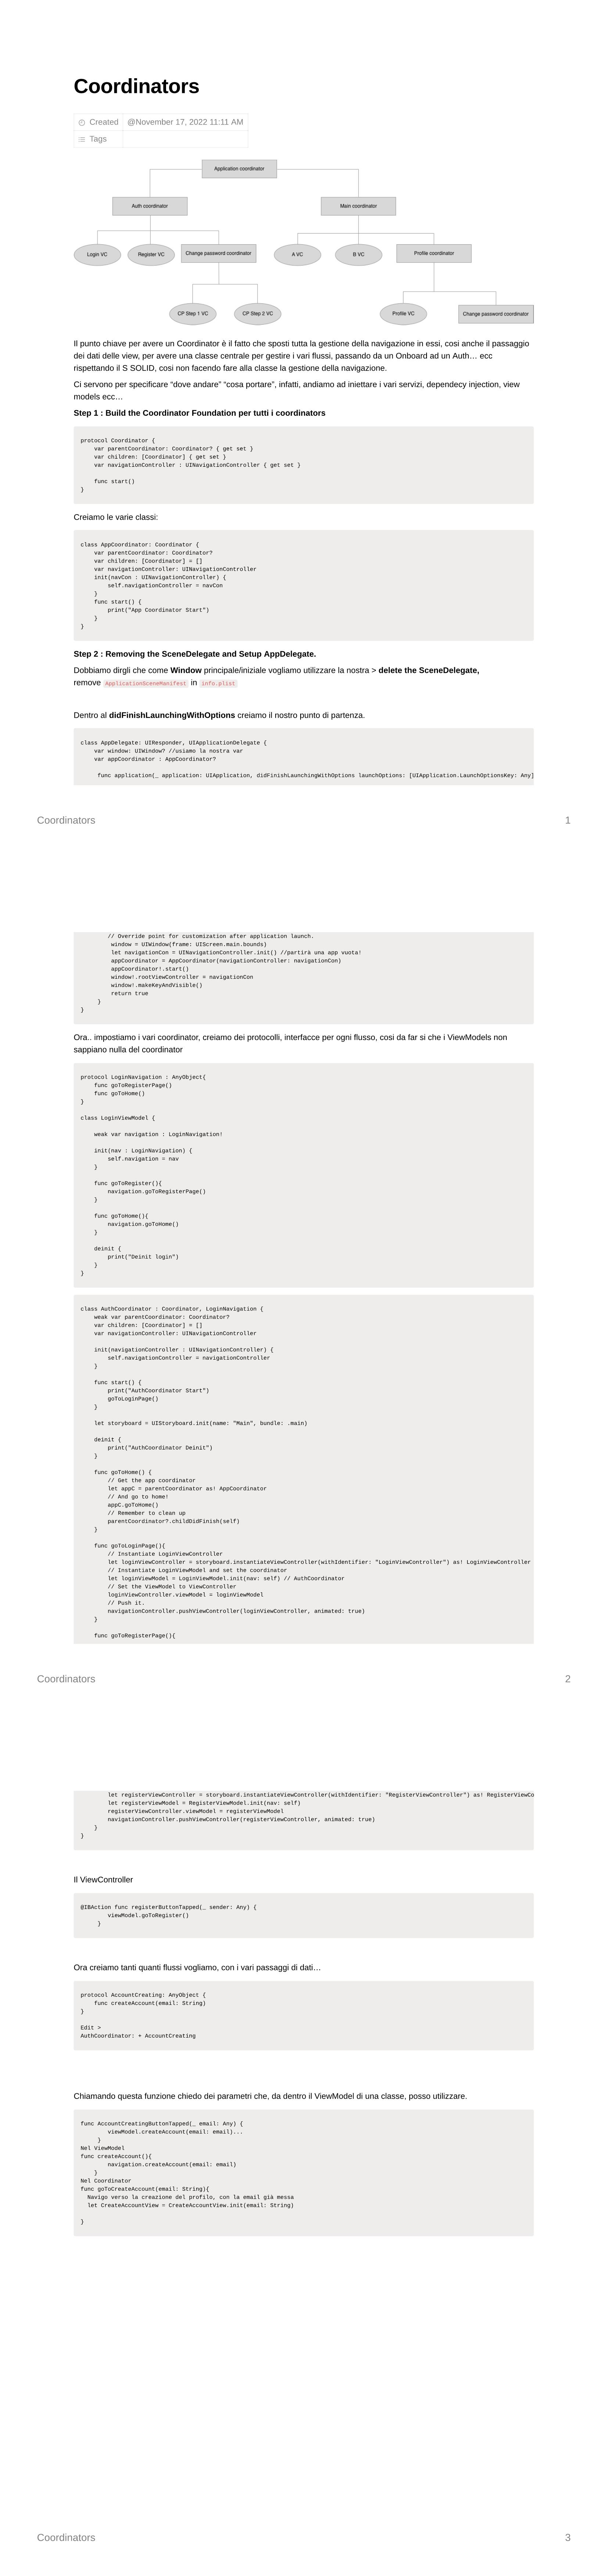 Coordinators
Created @November 17, 2022 11:11 AM
Tags
Application coordinator
Auth coordinator
Main coordinator
Login VC
Register VC
Change password coordinator
A VC
B VC
Profile coordinator
CP Step 1 VC
CP Step 2 VC
Profile VC
Change password coordinator
Il punto chiave per avere un Coordinator è il fatto che sposti tutta la gestione della navigazione in essi, cosi anche il passaggio
dei dati delle view, per avere una classe centrale per gestire i vari flussi, passando da un Onboard ad un Auth… ecc
rispettando il S SOLID, cosi non facendo fare alla classe la gestione della navigazione.
Ci servono per specificare “dove andare” “cosa portare”, infatti, andiamo ad iniettare i vari servizi, dependecy injection, view
models ecc…
Step 1 : Build the Coordinator Foundation per tutti i coordinators
protocol Coordinator {
    var parentCoordinator: Coordinator? { get set }
    var children: [Coordinator] { get set }
    var navigationController : UINavigationController { get set }
    func start()
}
Creiamo le varie classi:
class AppCoordinator: Coordinator {
    var parentCoordinator: Coordinator?
    var children: [Coordinator] = []
    var navigationController: UINavigationController
    init(navCon : UINavigationController) {
        self.navigationController = navCon
    }
    func start() {
        print("App Coordinator Start")
    }
}
Step 2 : Removing the SceneDelegate and Setup AppDelegate.
Dobbiamo dirgli che come Window principale/iniziale vogliamo utilizzare la nostra > delete the SceneDelegate,
remove ApplicationSceneManifest in info.plist
Dentro al didFinishLaunchingWithOptions creiamo il nostro punto di partenza.
class AppDelegate: UIResponder, UIApplicationDelegate {
    var window: UIWindow? //usiamo la nostra var
    var appCoordinator : AppCoordinator?
     func application(_ application: UIApplication, didFinishLaunchingWithOptions launchOptions: [UIApplication.LaunchOptionsKey: Any]
Coordinators 1
        // Override point for customization after application launch.
         window = UIWindow(frame: UIScreen.main.bounds)
         let navigationCon = UINavigationController.init() //partirà una app vuota!
         appCoordinator = AppCoordinator(navigationController: navigationCon)
         appCoordinator!.start()
         window!.rootViewController = navigationCon
         window!.makeKeyAndVisible()
         return true
     }
}
Ora.. impostiamo i vari coordinator, creiamo dei protocolli, interfacce per ogni flusso, cosi da far si che i ViewModels non
sappiano nulla del coordinator
protocol LoginNavigation : AnyObject{
    func goToRegisterPage()
    func goToHome()
}
class LoginViewModel {
    weak var navigation : LoginNavigation!
    init(nav : LoginNavigation) {
        self.navigation = nav
    }
    func goToRegister(){
        navigation.goToRegisterPage()
    }
    func goToHome(){
        navigation.goToHome()
    }
    deinit {
        print("Deinit login")
    }
}
class AuthCoordinator : Coordinator, LoginNavigation {
    weak var parentCoordinator: Coordinator?
    var children: [Coordinator] = []
    var navigationController: UINavigationController
    init(navigationController : UINavigationController) {
        self.navigationController = navigationController
    }
    func start() {
        print("AuthCoordinator Start")
        goToLoginPage()
    }
    let storyboard = UIStoryboard.init(name: "Main", bundle: .main)
    deinit {
        print("AuthCoordinator Deinit")
    }
    func goToHome() {
        // Get the app coordinator
        let appC = parentCoordinator as! AppCoordinator
        // And go to home!
        appC.goToHome()
        // Remember to clean up
        parentCoordinator?.childDidFinish(self)
    }
    func goToLoginPage(){
        // Instantiate LoginViewController
        let loginViewController = storyboard.instantiateViewController(withIdentifier: "LoginViewController") as! LoginViewController
        // Instantiate LoginViewModel and set the coordinator
        let loginViewModel = LoginViewModel.init(nav: self) // AuthCoordinator
        // Set the ViewModel to ViewController
        loginViewController.viewModel = loginViewModel
        // Push it.
        navigationController.pushViewController(loginViewController, animated: true)
    }
    func goToRegisterPage(){
Coordinators 2
        let registerViewController = storyboard.instantiateViewController(withIdentifier: "RegisterViewController") as! RegisterViewCo
        let registerViewModel = RegisterViewModel.init(nav: self)
        registerViewController.viewModel = registerViewModel
        navigationController.pushViewController(registerViewController, animated: true)
    }
}
Il ViewController
@IBAction func registerButtonTapped(_ sender: Any) {
        viewModel.goToRegister()
     }
Ora creiamo tanti quanti flussi vogliamo, con i vari passaggi di dati…
protocol AccountCreating: AnyObject {
    func createAccount(email: String)
}
Edit >
AuthCoordinator: + AccountCreating
Chiamando questa funzione chiedo dei parametri che, da dentro il ViewModel di una classe, posso utilizzare.
func AccountCreatingButtonTapped(_ email: Any) {
        viewModel.createAccount(email: email)...
     }
Nel ViewModel
func createAccount(){
        navigation.createAccount(email: email)
    }
Nel Coordinator
func goToCreateAccount(email: String){
  Navigo verso la creazione del profilo, con la email già messa
  let CreateAccountView = CreateAccountView.init(email: String)
}
Coordinators 3